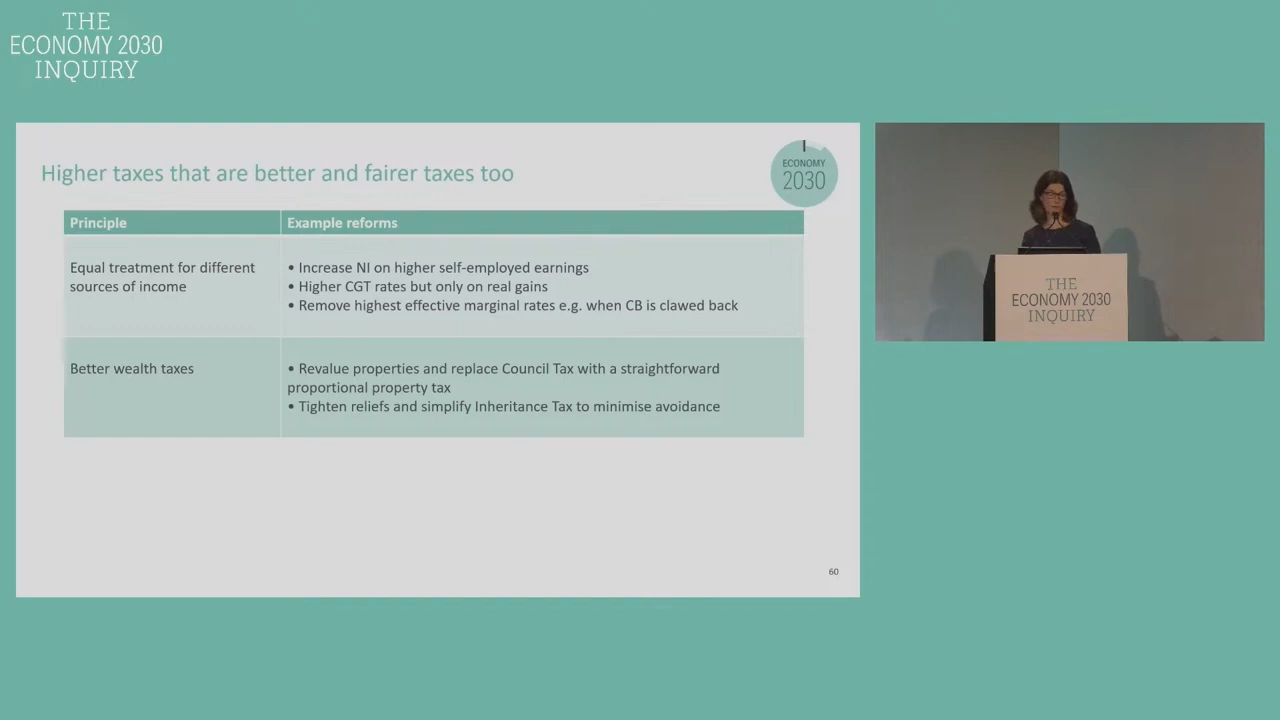 THE
ECONOMY 2030
INQUIRY
Higher taxes that are better and fairer taxes too
ECONOMY
2030
Principle
Example reforms
Equal treatment for different
sources of income
• Increase NI on higher self-employed earnings
• Higher CGT rates but only on real gains
• Remove highest effective marginal rates e.g. when CB is clawed back
Better wealth taxes
• Revalue properties and replace Council Tax with a straightforward
proportional property tax
• Tighten reliefs and simplify Inheritance Tax to minimise avoidance
60
THE
ECONOMY 2030
INQUIRY